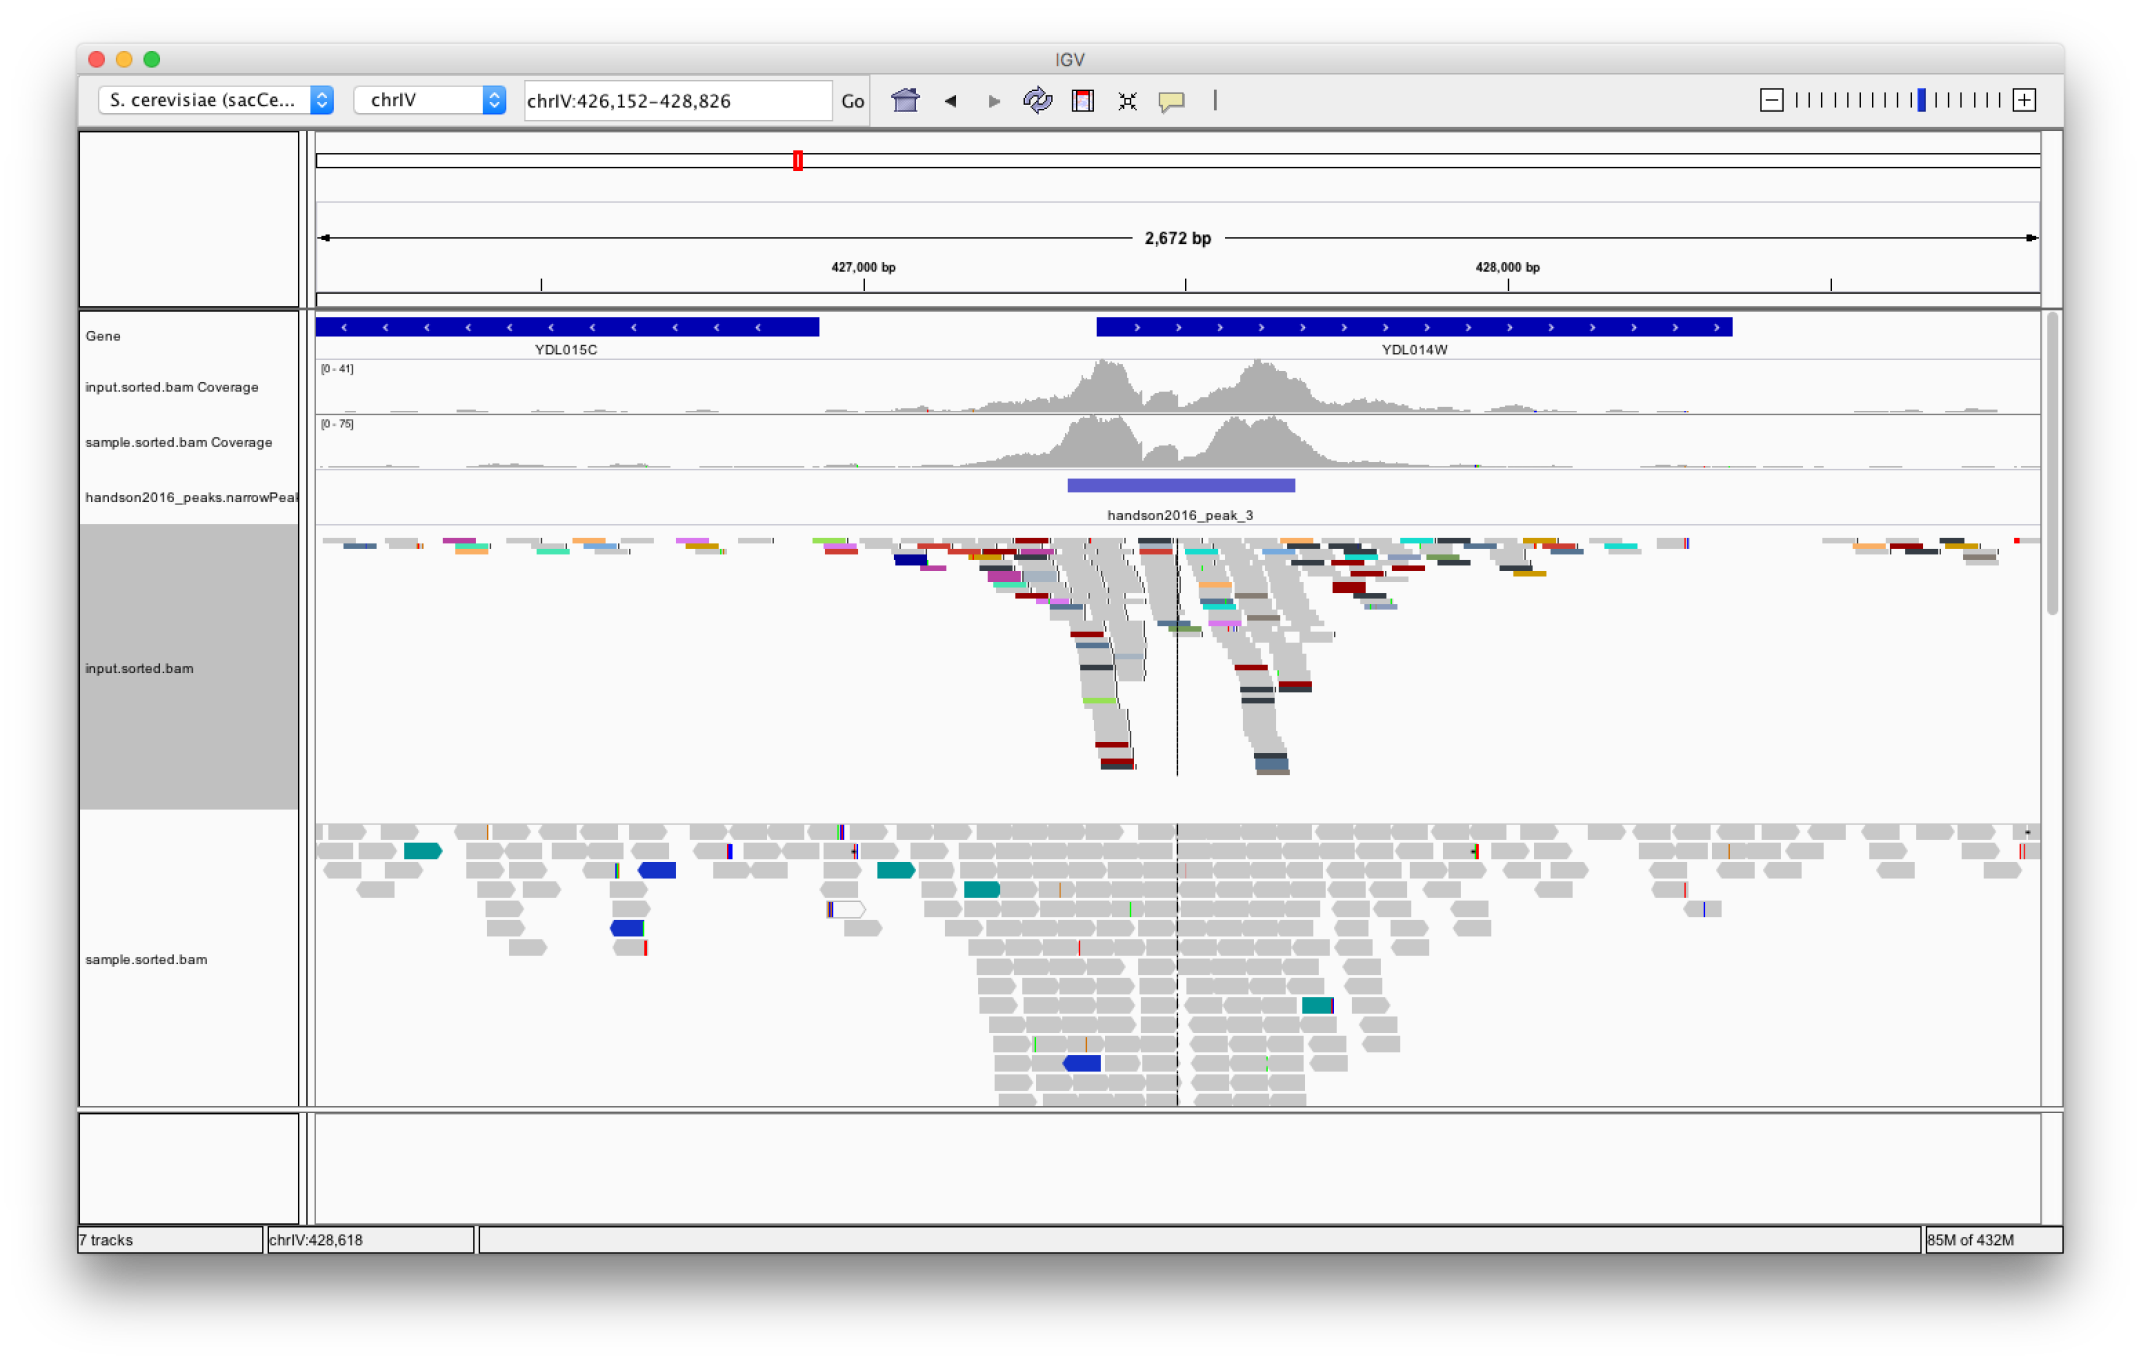 IGV
S. cerevisiae (sacCe...
chrIV
chrIV:426,152-428,826
Go
2,672 bp
427,000 bp
428,000 bp
Gene
YDL015C
YDL014W
input.sorted.bam Coverage
[0 - 41]
sample.sorted.bam Coverage
[0 - 75]
handson2016_peaks.narrowPeak
handson2016_peak_3
input.sorted.bam
sample.sorted.bam
7 tracks
chrIV:428,618
85M of 432M